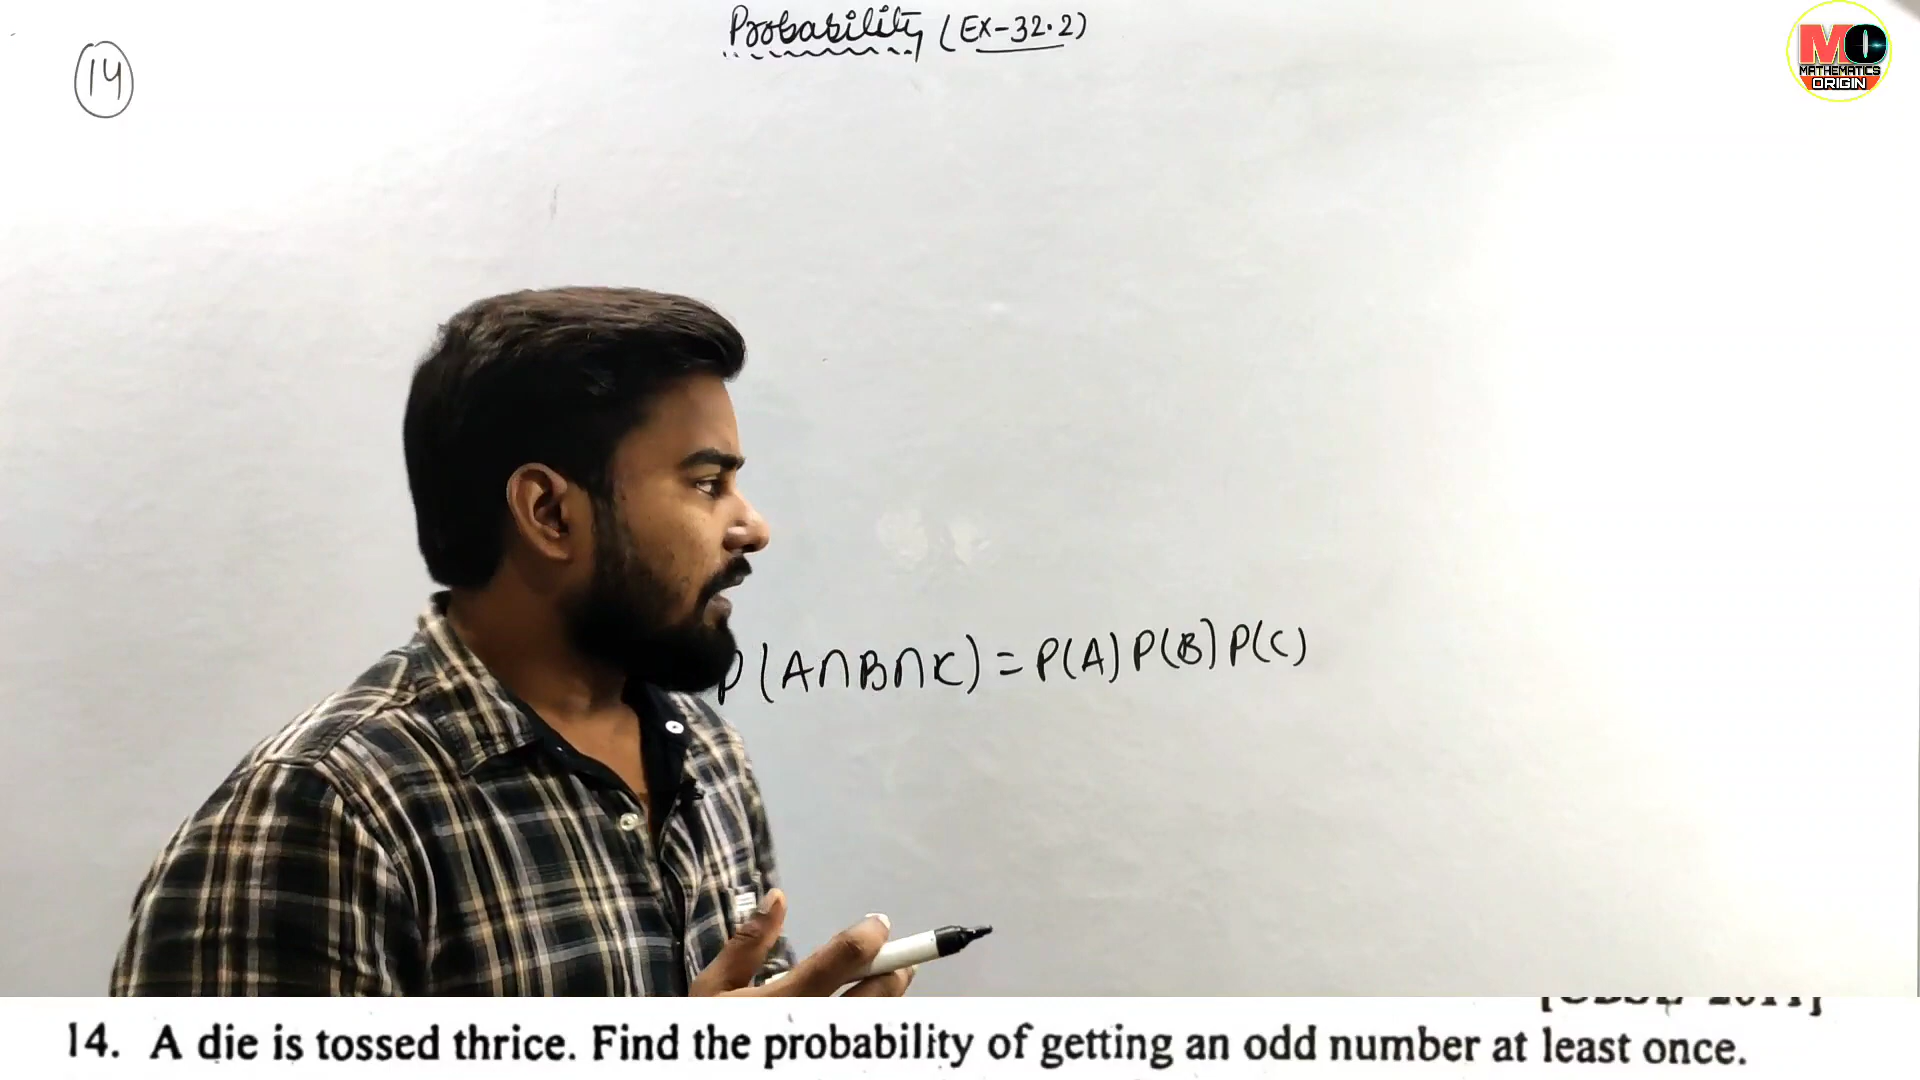 Probability (EX-32.2)
14
MC
MATHEMATICS
ORIGIN
P(A∩B∩C) = P(A) P(B) P(C)
14. A die is tossed thrice. Find the probability of getting an odd number at least once.